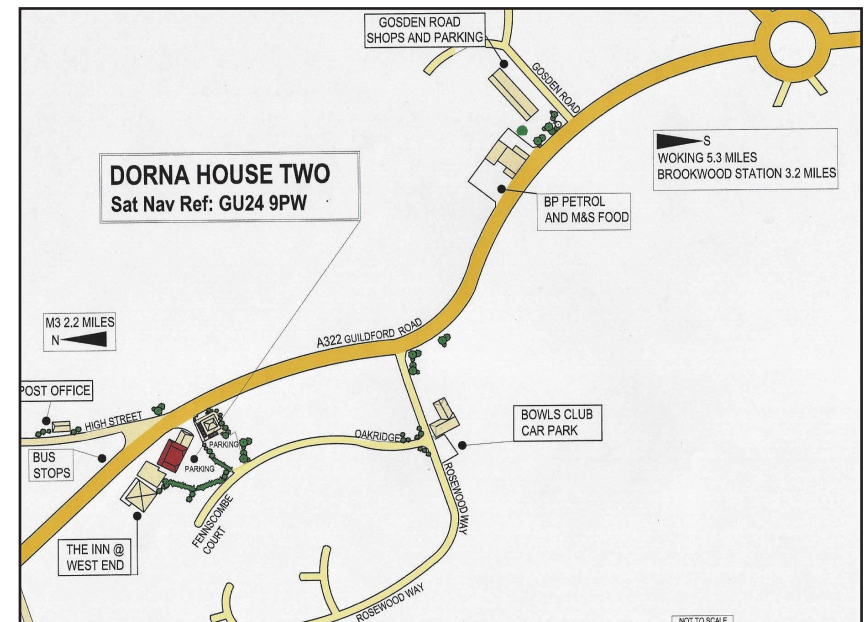 GOSDEN ROAD
SHOPS AND PARKING
GOSDEN ROAD
S
WOKING 5.3 MILES
BROOKWOOD STATION 3.2 MILES
DORNA HOUSE TWO
Sat Nav Ref: GU24 9PW
BP PETROL
AND M&S FOOD
M3 2.2 MILES
N
A322 GUILDFORD ROAD
POST OFFICE
HIGH STREET
BUS
STOPS
PARKING
PARKING
OAKRIDGE
BOWLS CLUB
CAR PARK
ROSEWOOD WAY
FENNSCOMBE
COURT
THE INN @
WEST END
ROSEWOOD WAY
NOT TO SCALE